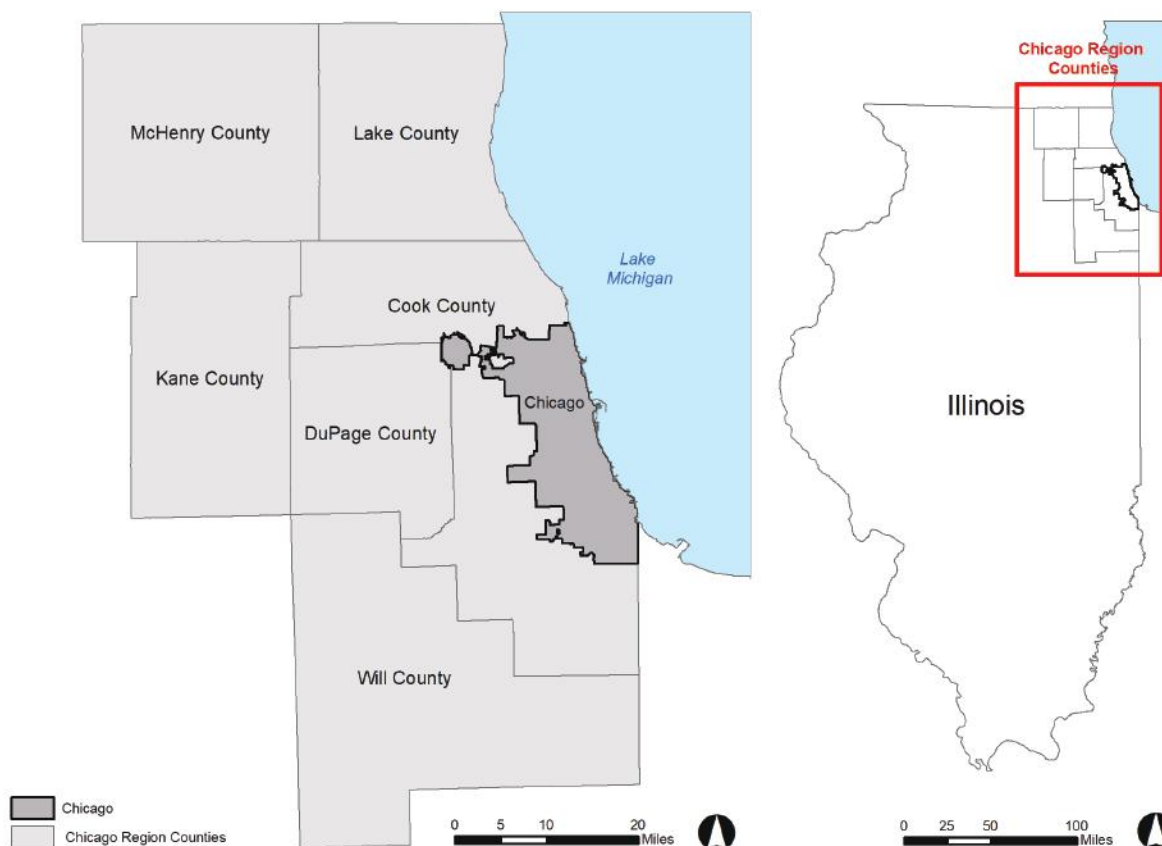 McHenry County
Lake County
Lake
Michigan
Cook County
Kane County
Chicago
DuPage County
Will County
Chicago
Chicago Region Counties
0 5 10 20
Miles
Chicago Region
Counties
Illinois
0 25 50 100
Miles